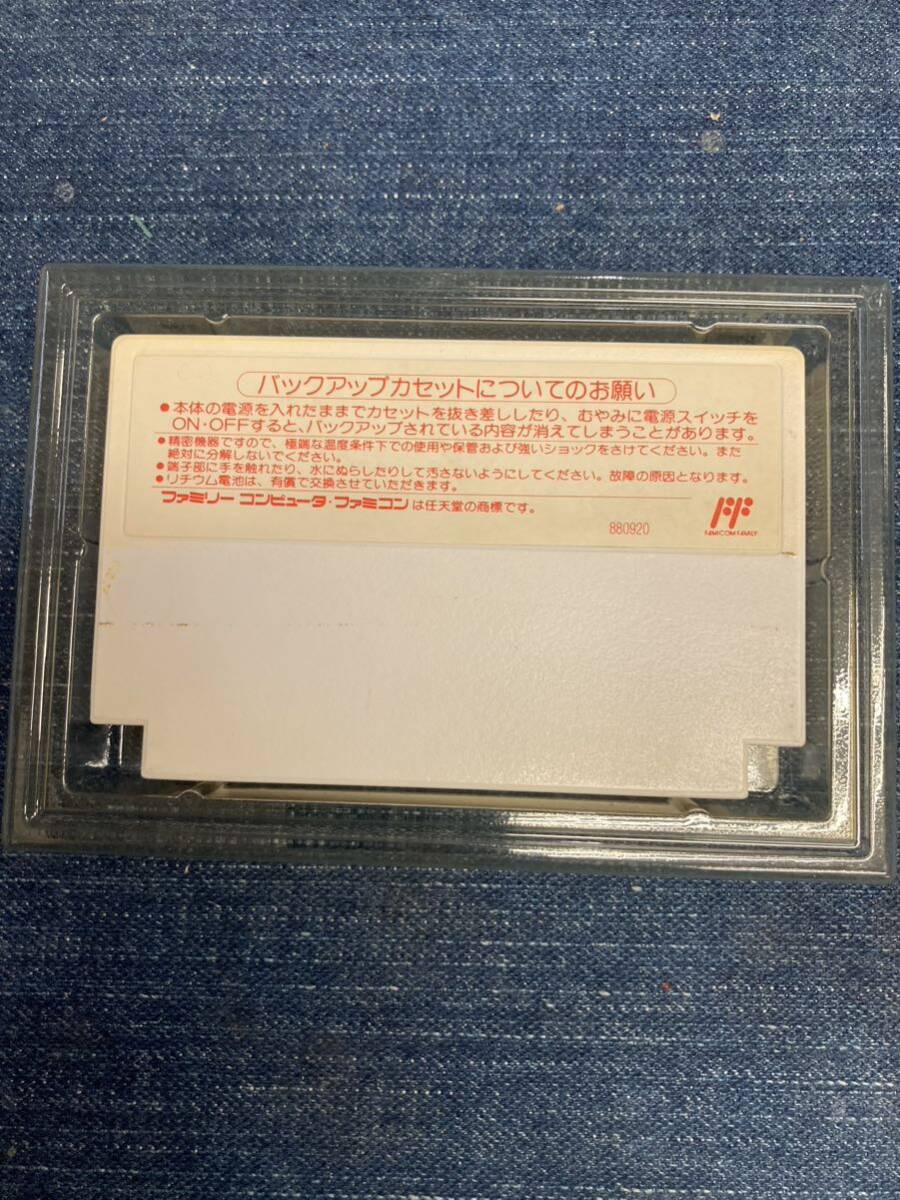 バックアップカセットについてのお願い
●本体の電源を入れたままでカセットを抜き差ししたり、むやみに電源スイッチを
ON・OFFすると、バックアップされている内容が消えてしまうことがあります。
●精密機器ですので、極端な温度条件下での使用や保管および強いショックをさけてください。また
絶対に分解しないでください。
●端子部に手を触れたり、水にぬらしたりして汚さないようにしてください。故障の原因となります。
●リチウム電池は、有償で交換させていただきます。
ファミリー コンピュータ・ファミコンは任天堂の商標です。
880920
FAMICOM FAMILY